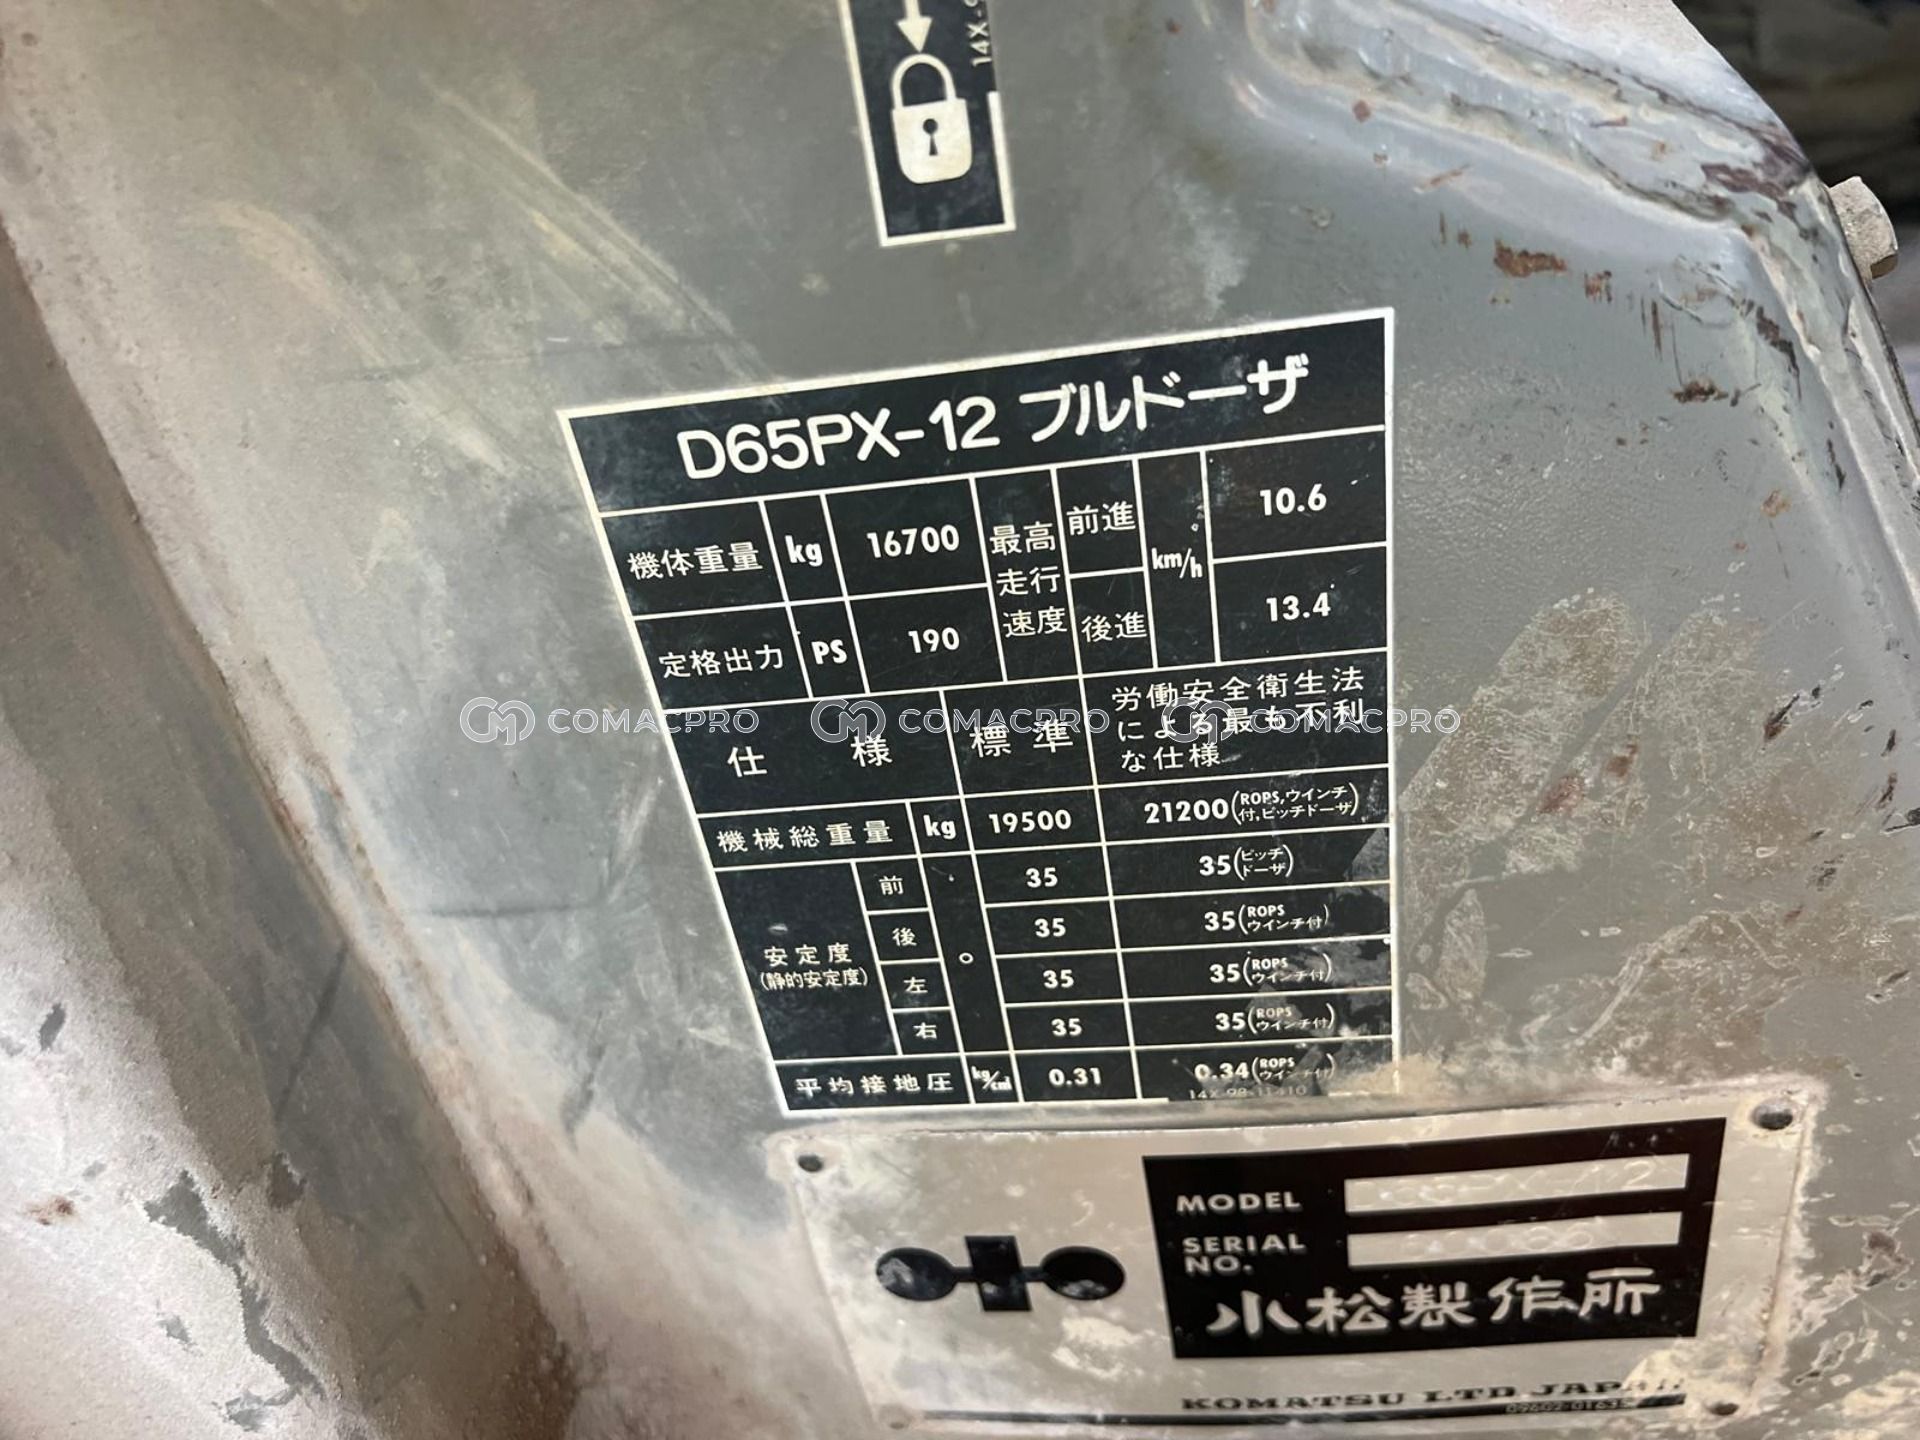 14X-9
D65PX-12 ブルドーザ
機体重量 kg 16700 最高走行速度 前進 km/h 10.6
定格出力 PS 190 後進 13.4
仕様 標準 労働安全衛生法による最も不利な仕様
機械総重量 kg 19500 21200(ROPS,ウインチ付,ピッチドーザ)
安定度(静的安定度) 前 ° 35 35(ピッチドーザ)
後 35 35(ROPS ウインチ付)
左 35 35(ROPS ウインチ付)
右 35 35(ROPS ウインチ付)
平均接地圧 kg/cm² 0.31 0.34(ROPS ウインチ付)
COMACPRO COMACPRO COMACPRO
MODEL
SERIAL NO.
小松製作所
KOMATSU LTD JAPAN